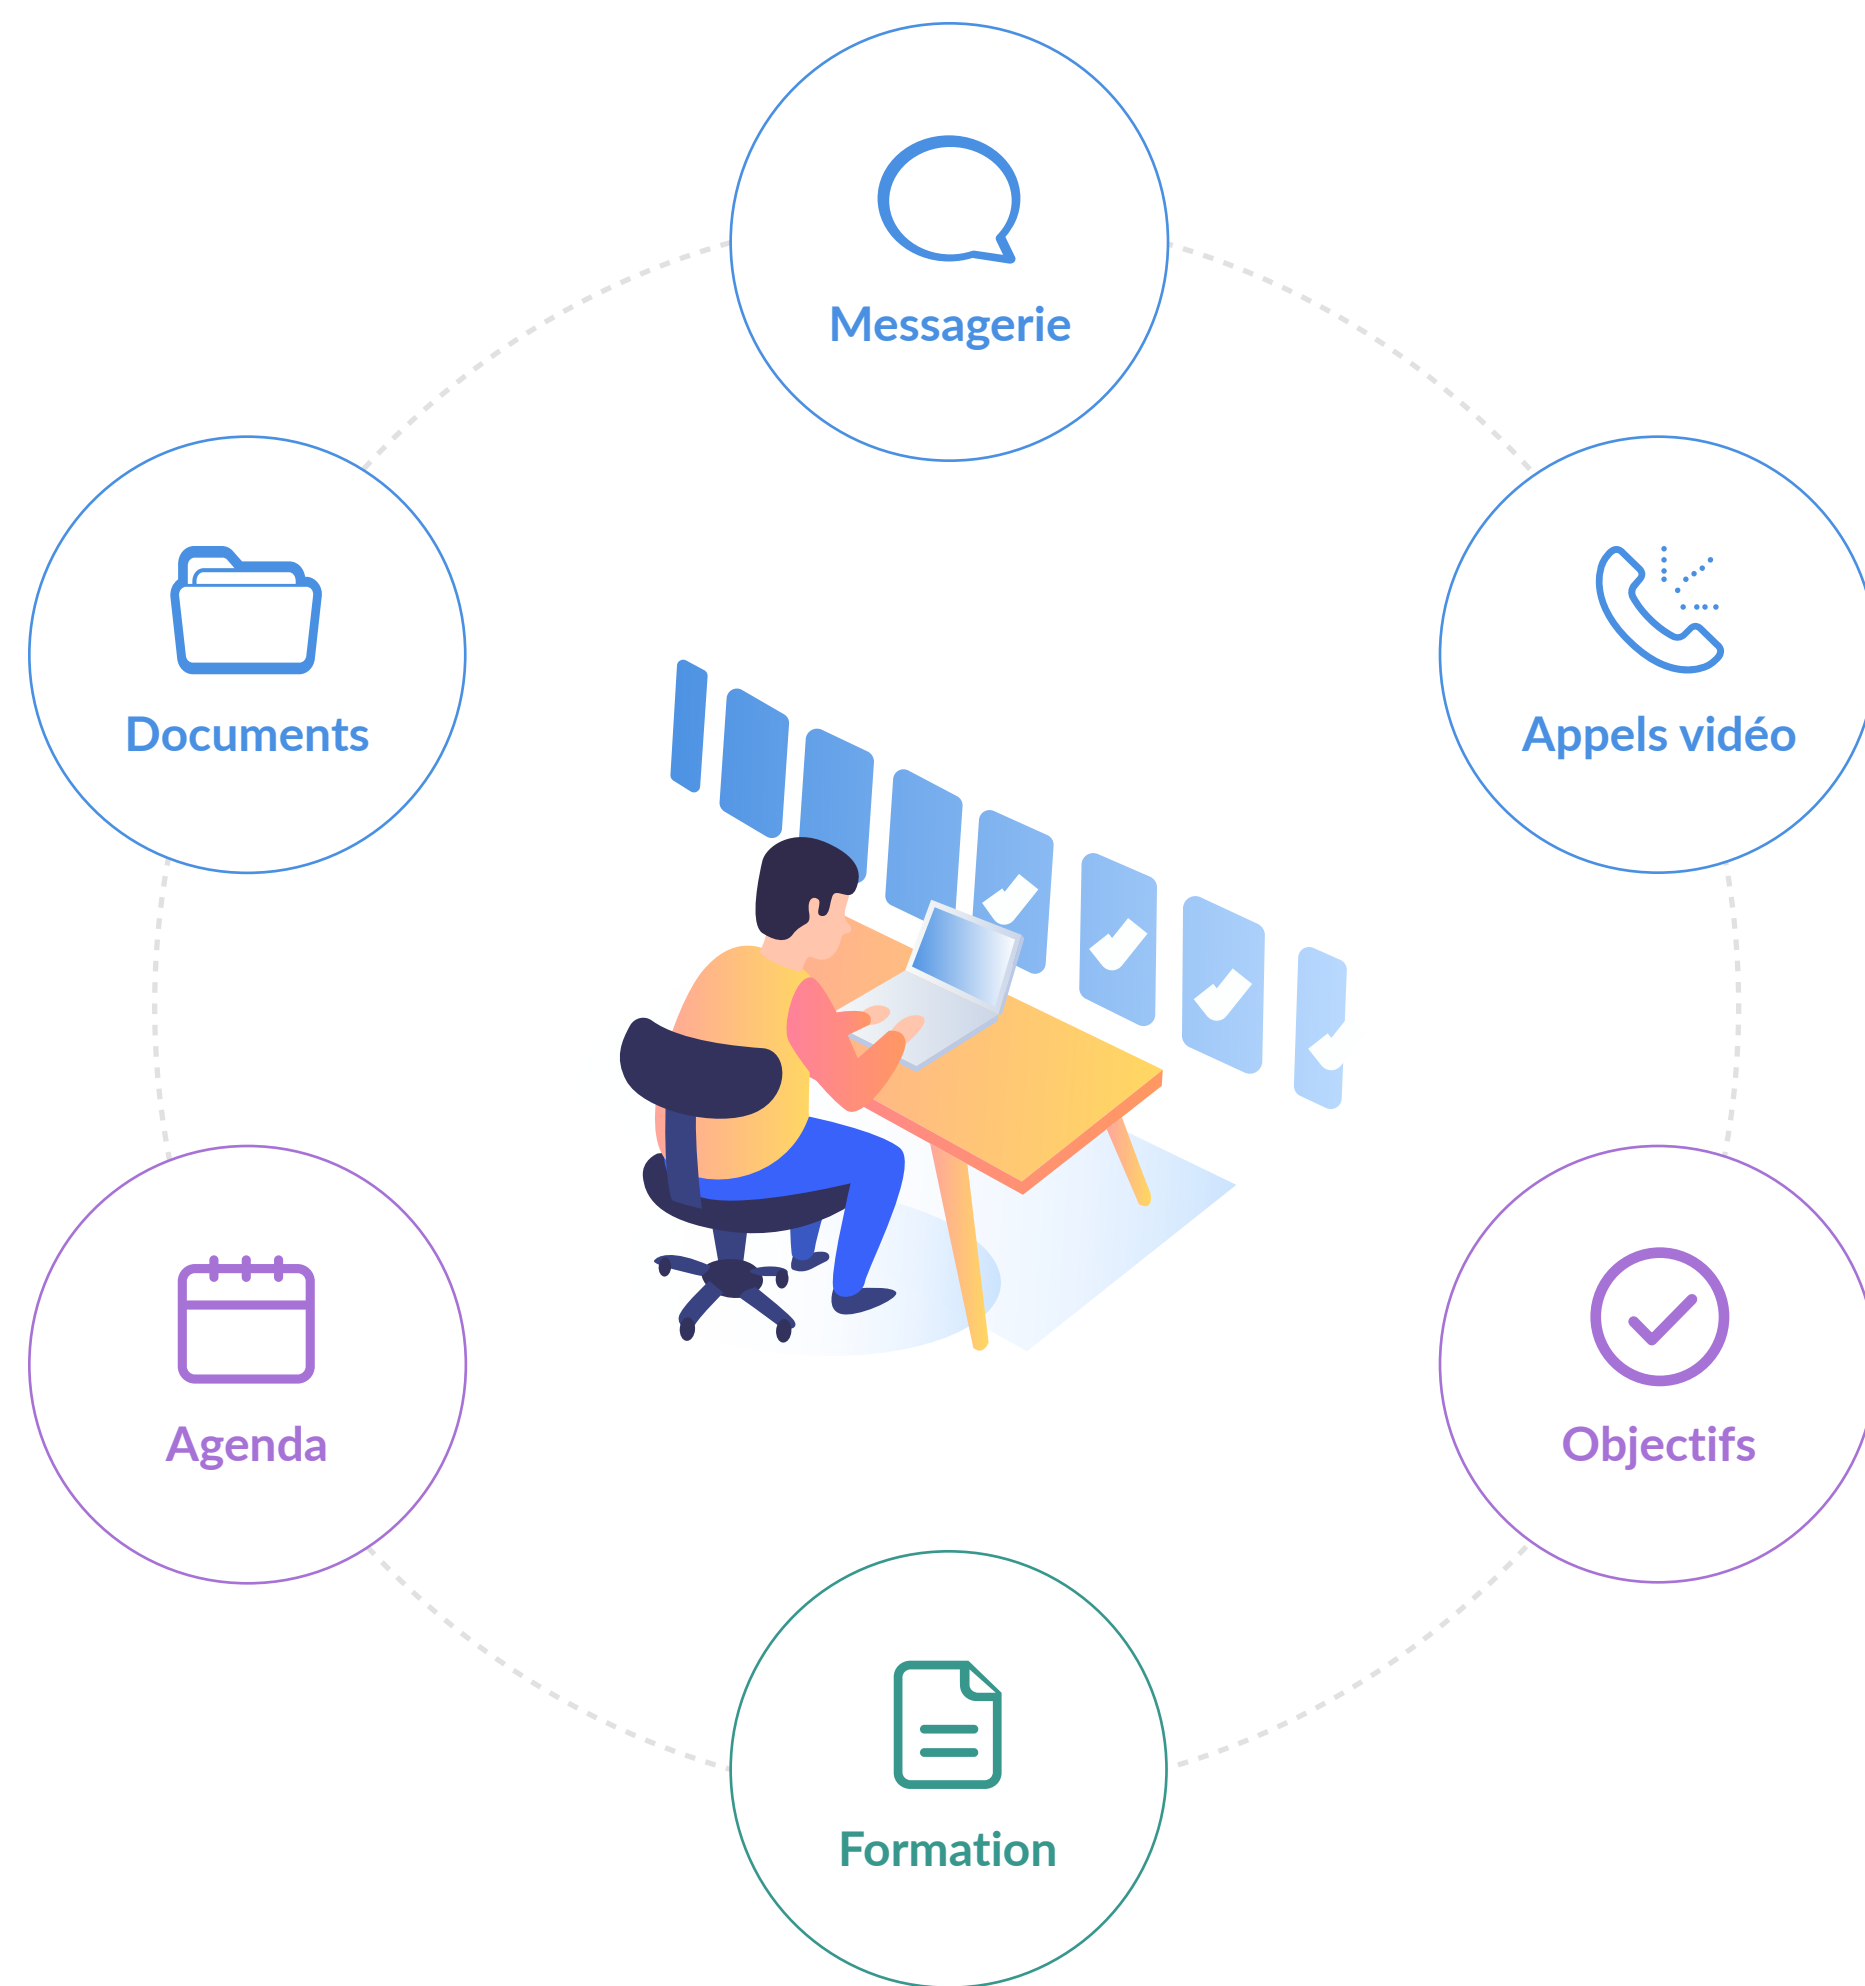 Messagerie
Documents
Appels vidéo
Agenda
Objectifs
Formation